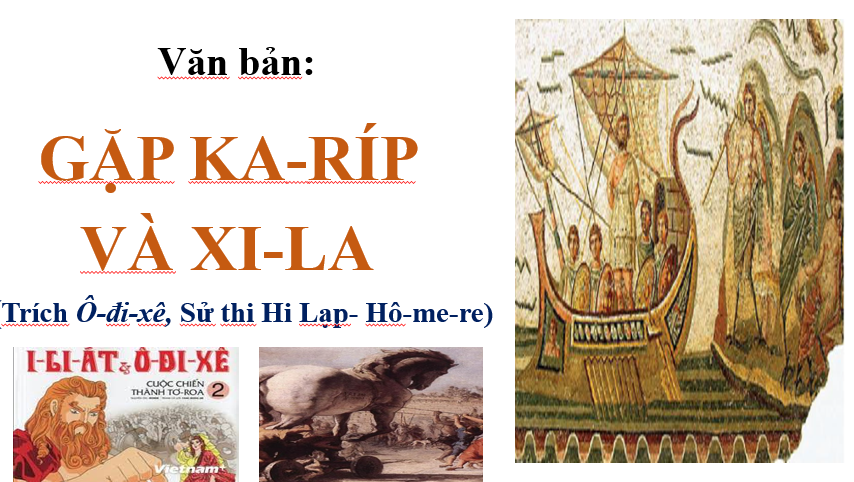 Văn bản:
GẶP KA-RÍP
VÀ XI-LA
(Trích Ô-đi-xê, Sử thi Hi Lạp- Hô-me-re)
I-LI-ÁT & Ô-ĐI-XÊ
CUỘC CHIẾN
THÀNH TƠ-ROA 2
Vietnam+